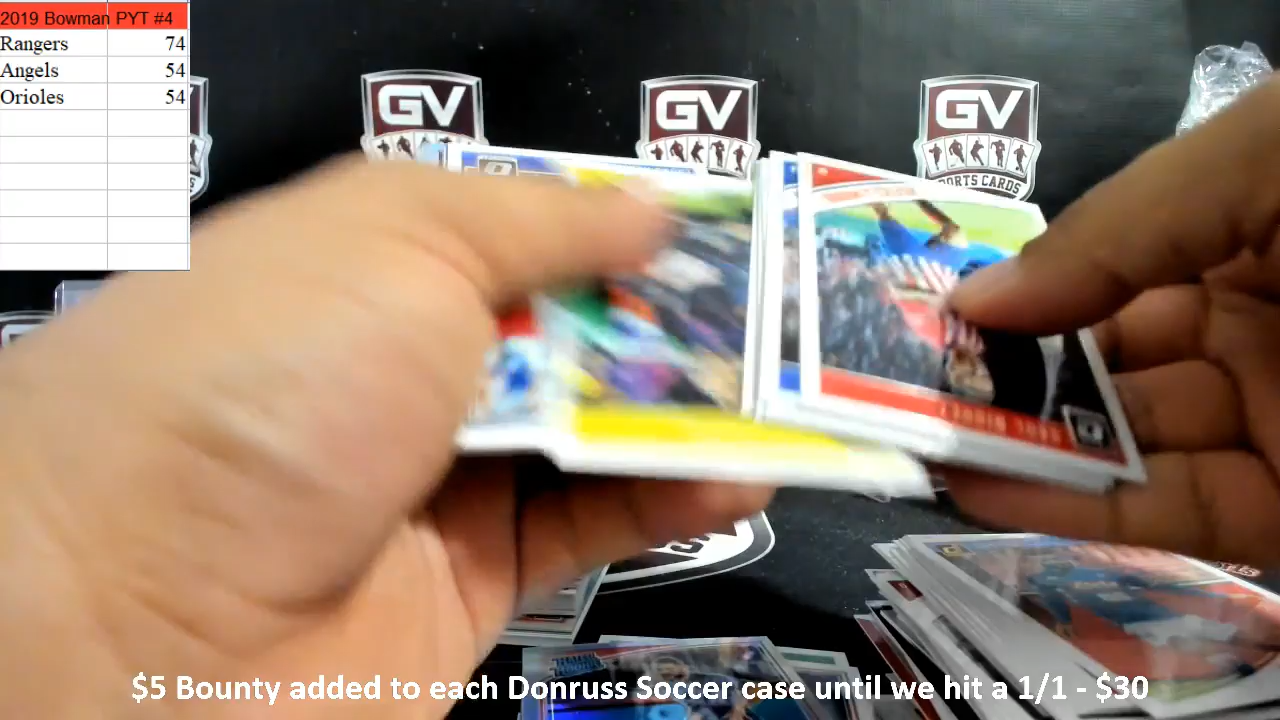 2019 Bowman PYT #4
Rangers 74
Angels 54
Orioles 54
GV
GV
GV
SPORTS CARDS
$5 Bounty added to each Donruss Soccer case until we hit a 1/1 - $30